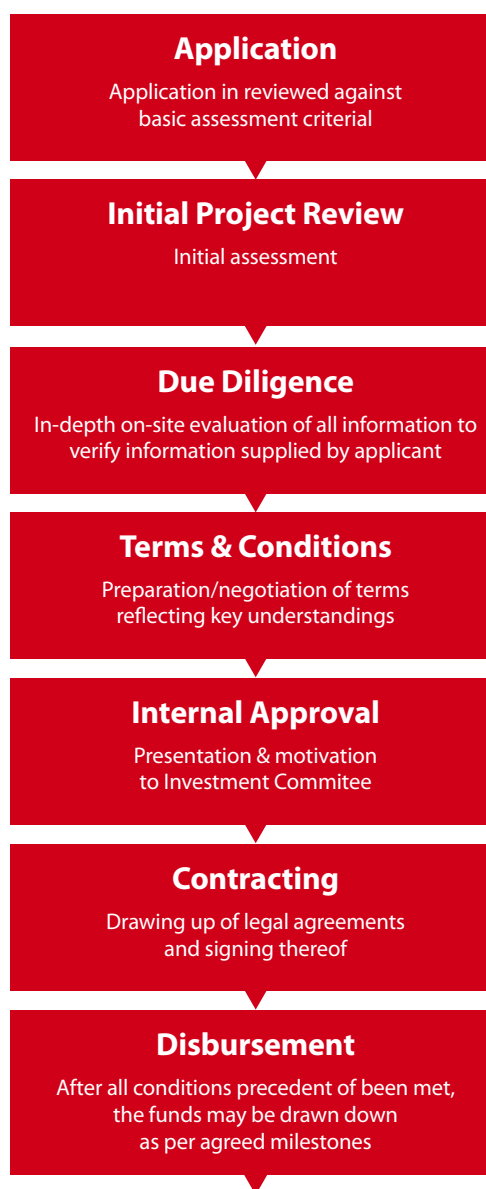 Application
Application in reviewed against
basic assessment criterial
Initial Project Review
Initial assessment
Due Diligence
In-depth on-site evaluation of all information to
verify information supplied by applicant
Terms & Conditions
Preparation/negotiation of terms
reflecting key understandings
Internal Approval
Presentation & motivation
to Investment Commitee
Contracting
Drawing up of legal agreements
and signing thereof
Disbursement
After all conditions precedent of been met,
the funds may be drawn down
as per agreed milestones